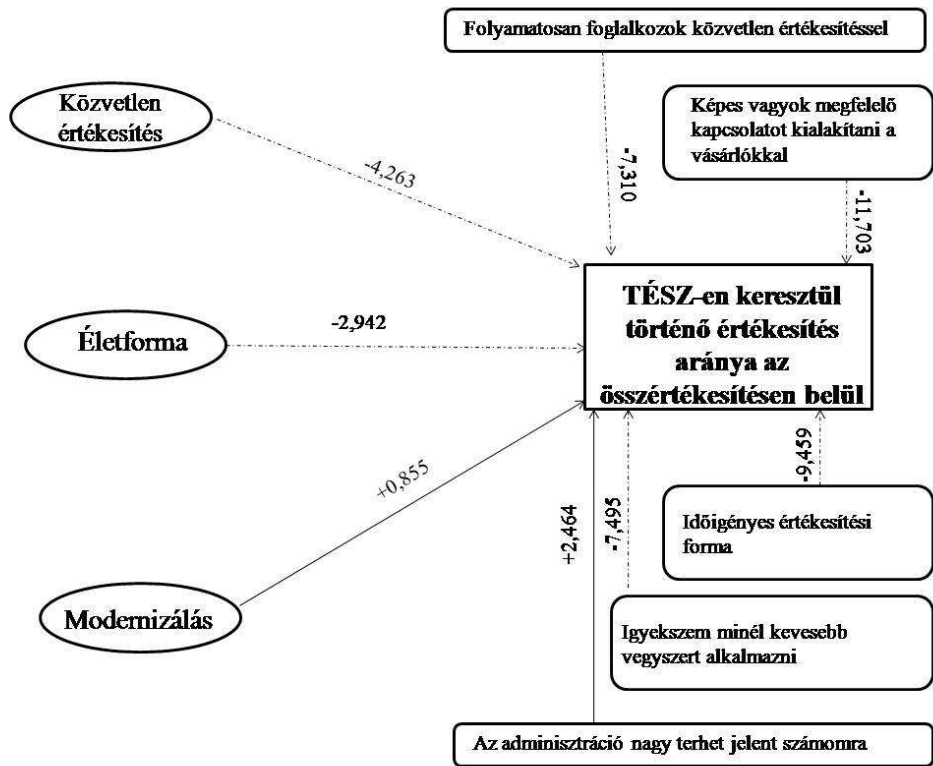 Folyamatosan foglalkozok közvetlen értékesítéssel
Közvetlen
értékesítés
Képes vagyok megfelelő
kapcsolatot kialakítani a
vásárlókkal
-4,263
-7,310
-11,703
TÉSZ-en keresztül
történő értékesítés
aránya az
összértékesítésen belül
Életforma
-2,942
+0,855
+2,464
-7,495
-9,459
Időigényes értékesítési
forma
Modernizálás
Igyekszem minél kevesebb
vegyszert alkalmazni
Az adminisztráció nagy terhet jelent számomra